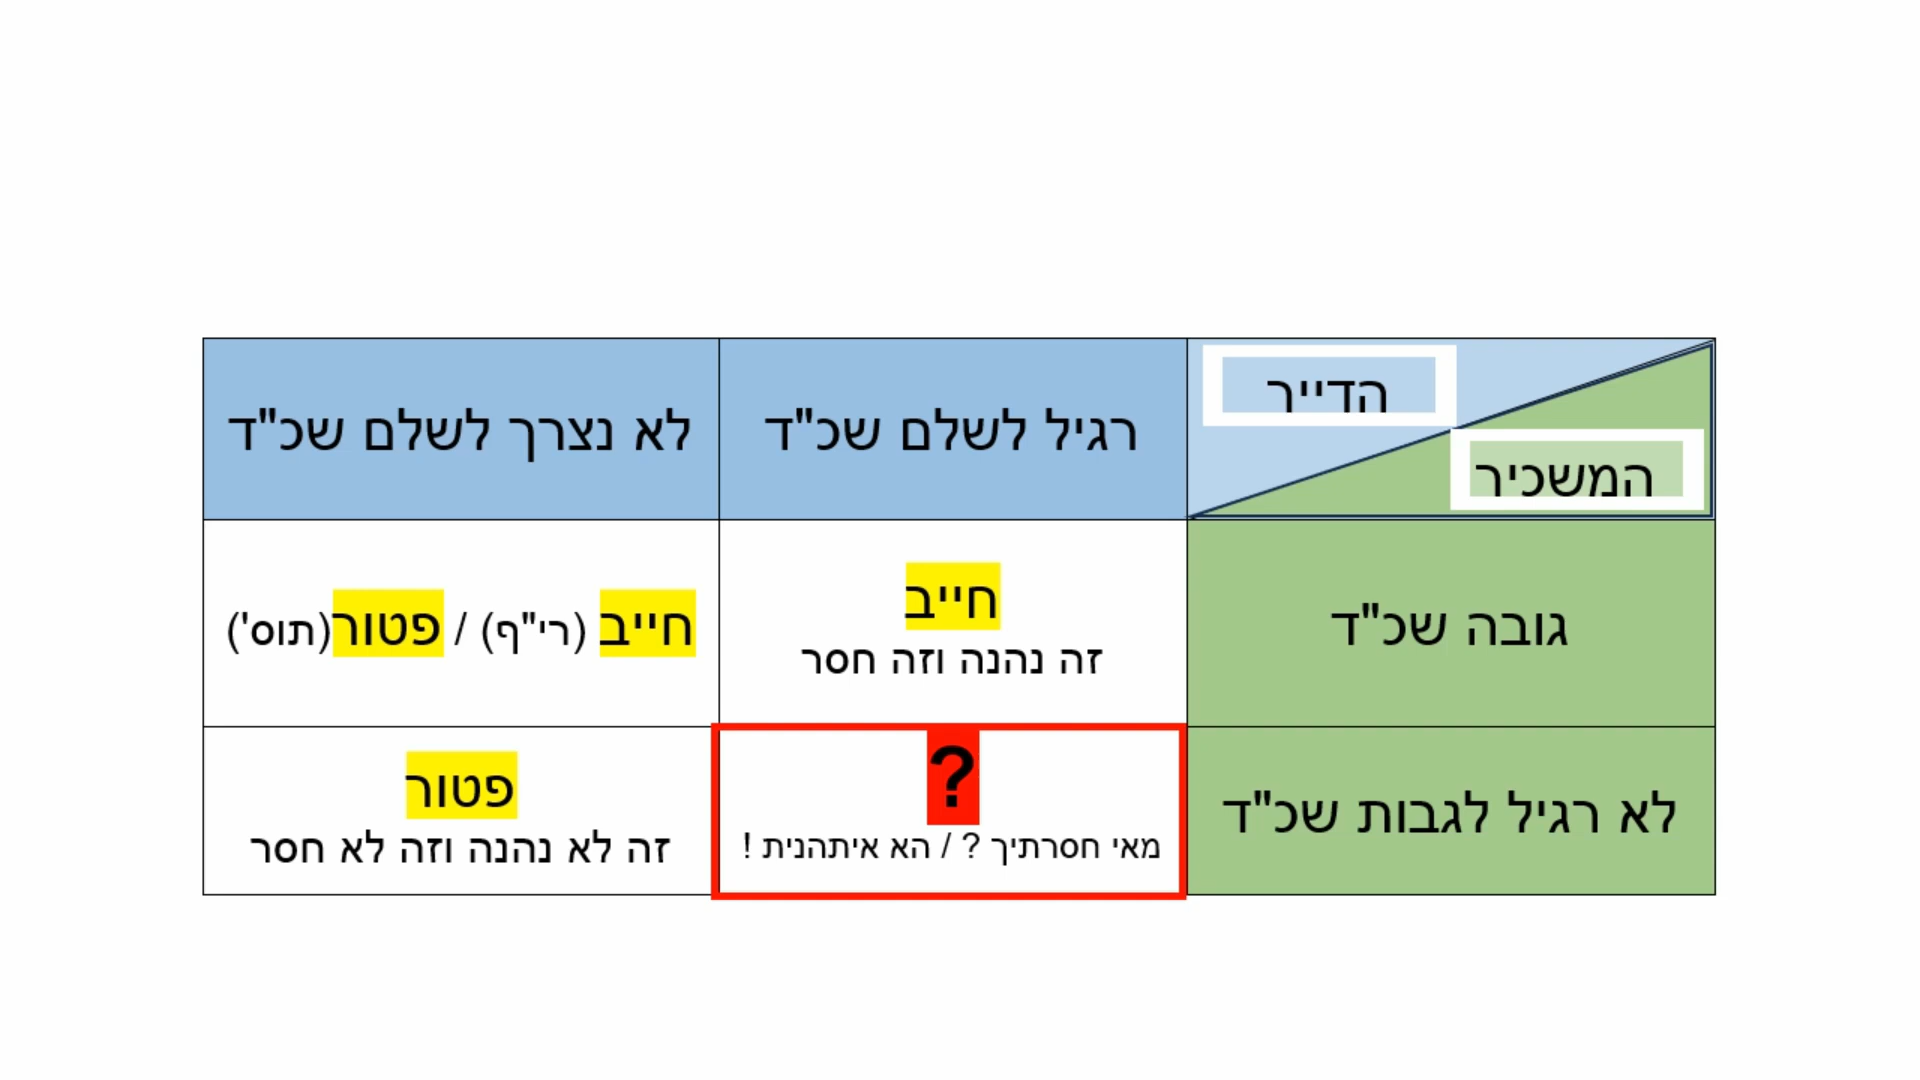 הדייר
המשכיר
רגיל לשלם שכ"ד
לא נצרך לשלם שכ"ד
גובה שכ"ד
חייב
זה נהנה וזה חסר
חייב (רי"ף) / פטור(תוס')
לא רגיל לגבות שכ"ד
?
מאי חסרתיך ? / הא איתהנית !
פטור
זה לא נהנה וזה לא חסר